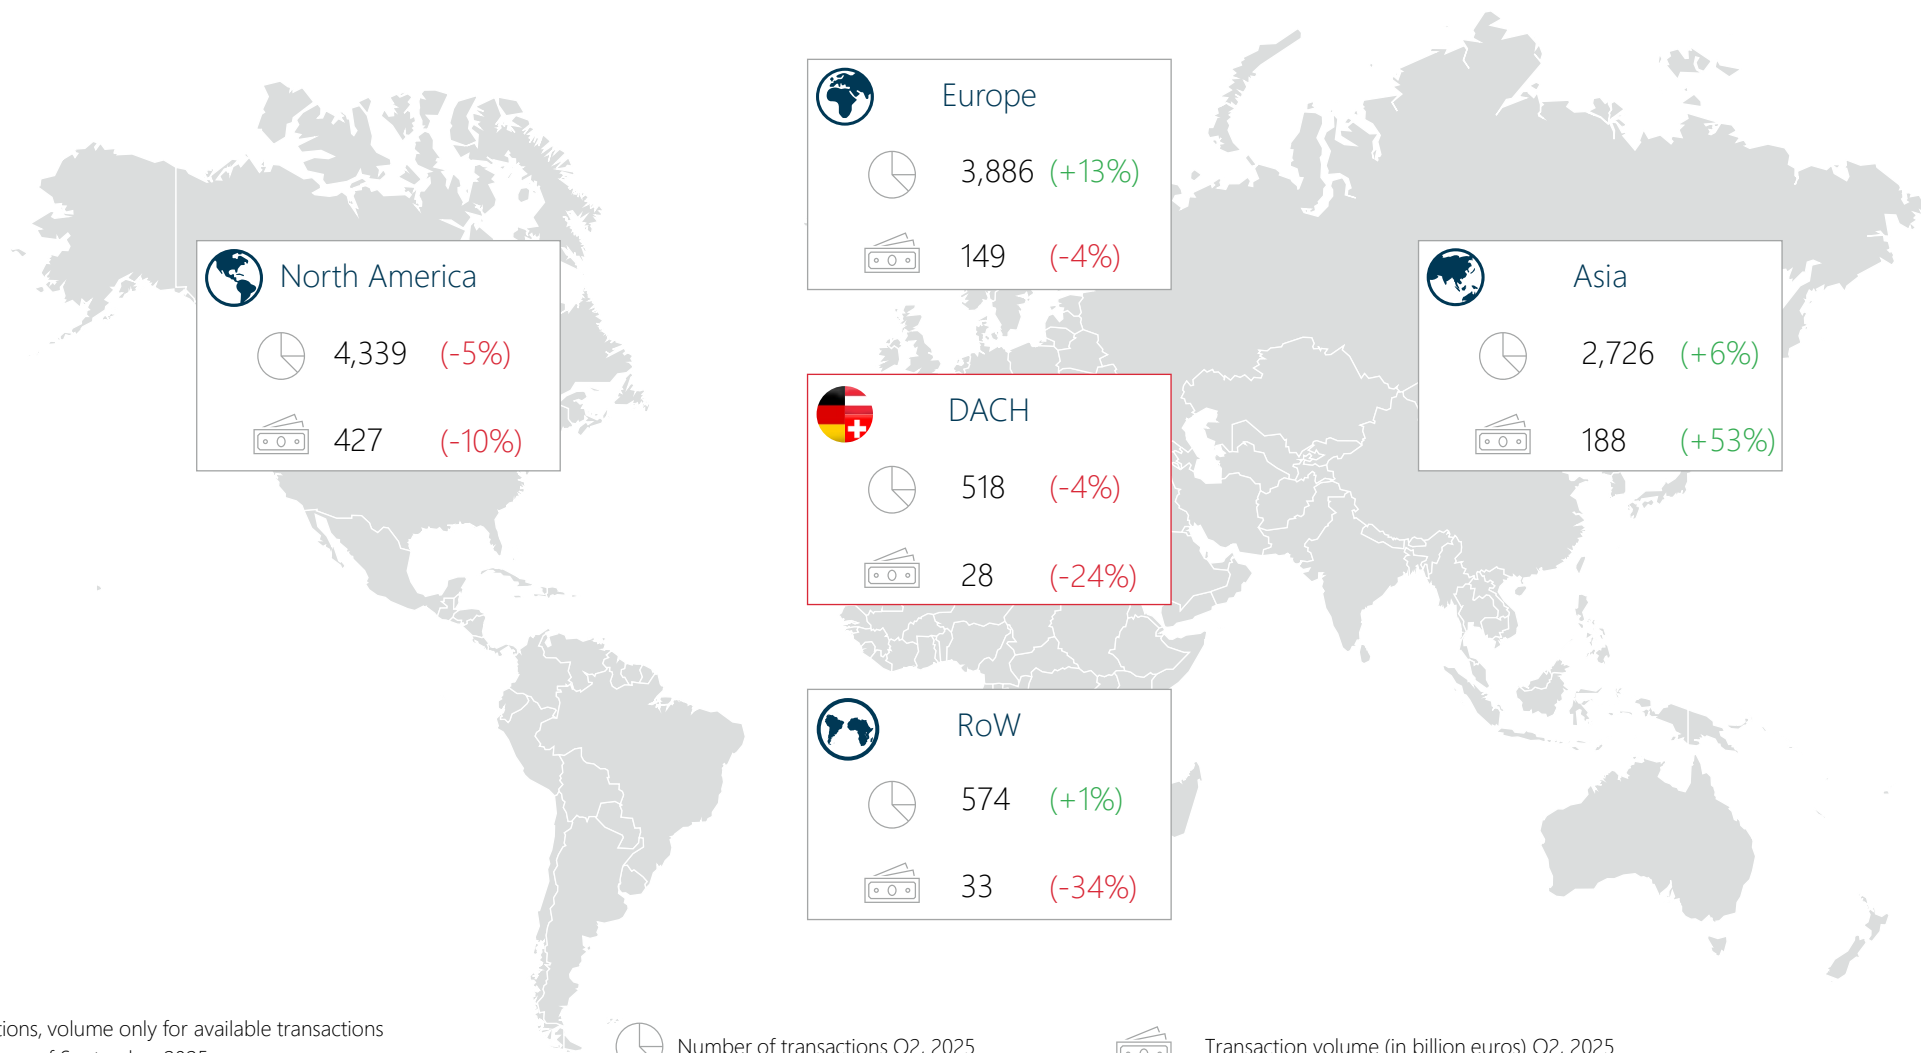 Europe
3,886 (+13%)
149 (-4%)
North America
4,339 (-5%)
427 (-10%)
Asia
2,726 (+6%)
188 (+53%)
DACH
518 (-4%)
28 (-24%)
RoW
574 (+1%)
33 (-34%)
volume only for available transactions
Number of transactions Q2, 2025
Transaction volume (in billion euros) Q2, 2025